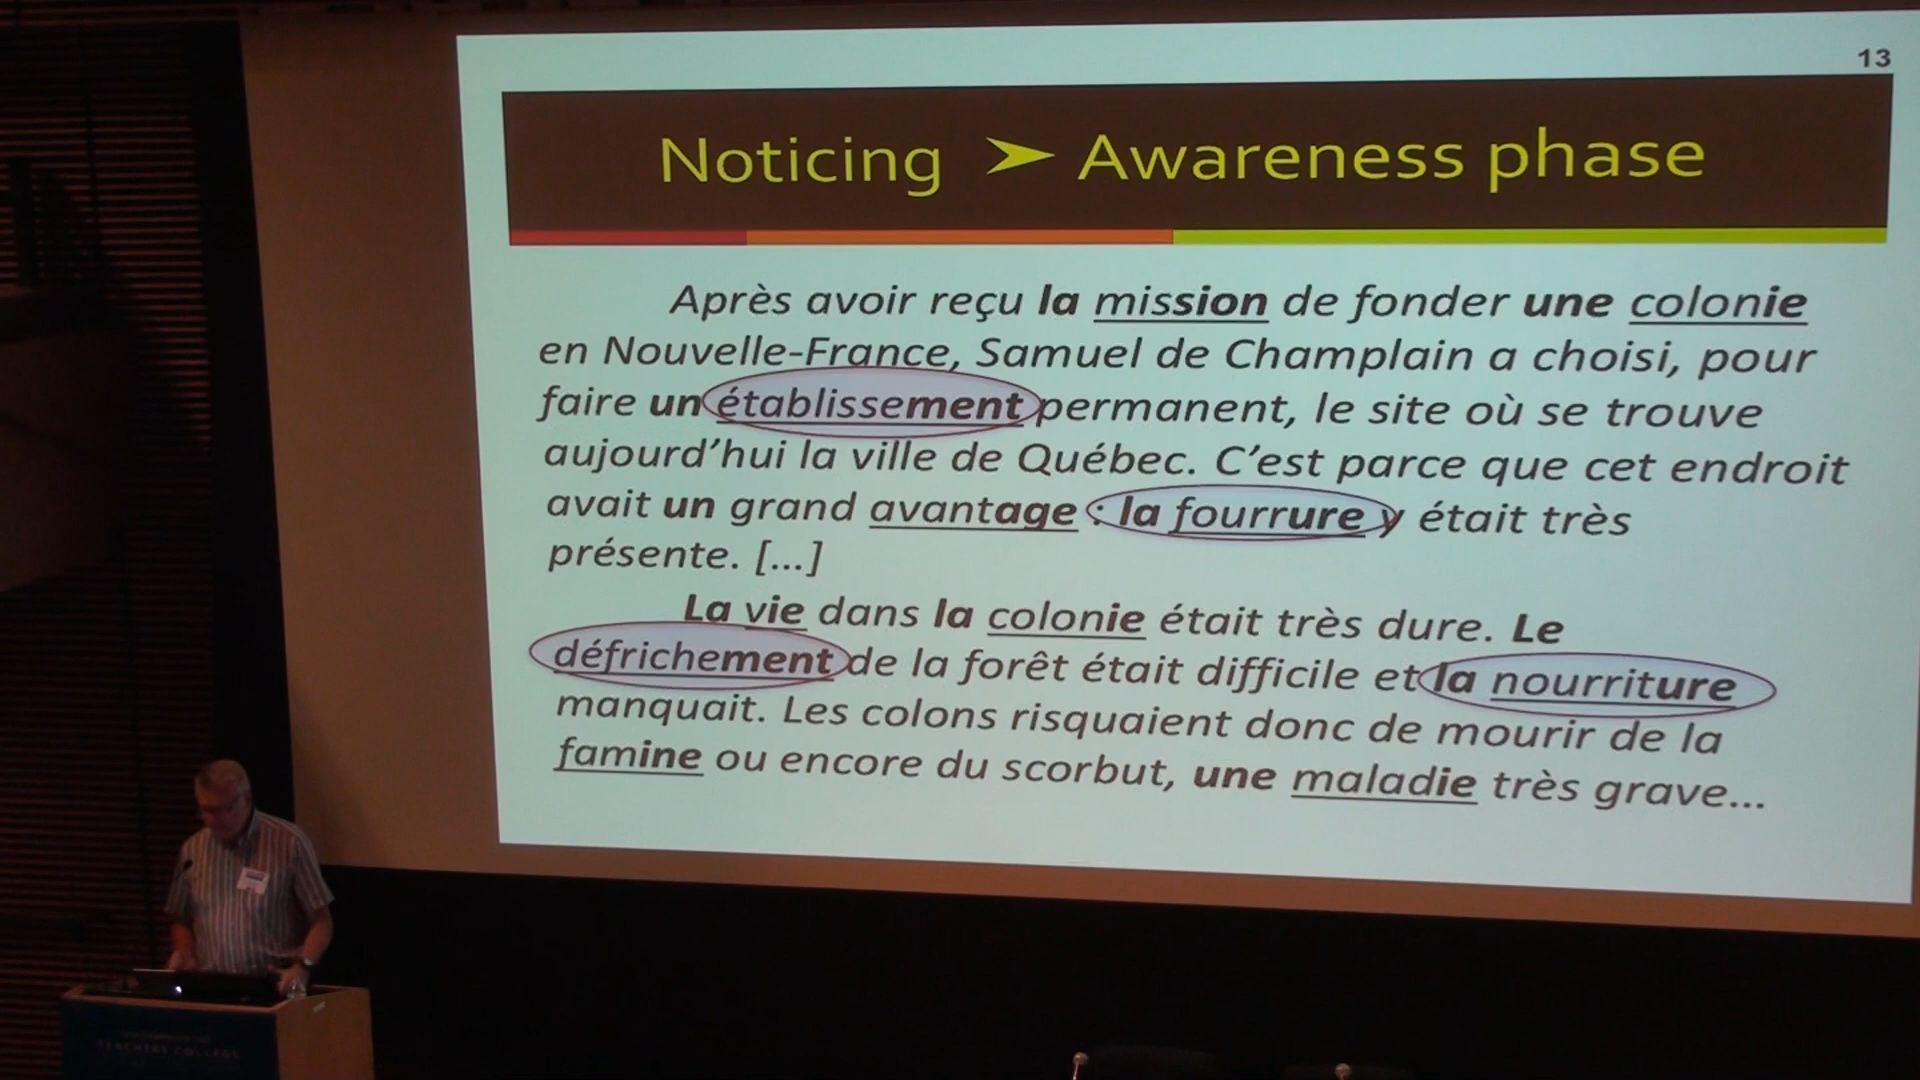 13
Noticing ➤ Awareness phase
Après avoir reçu la mission de fonder une colonie
en Nouvelle-France, Samuel de Champlain a choisi, pour
faire un établissement permanent, le site où se trouve
aujourd'hui la ville de Québec. C'est parce que cet endroit
avait un grand avantage : la fourrure y était très
présente. [...]
La vie dans la colonie était très dure. Le
défrichement de la forêt était difficile et la nourriture
manquait. Les colons risquaient donc de mourir de la
famine ou encore du scorbut, une maladie très grave...
TEACHERS COLLEGE